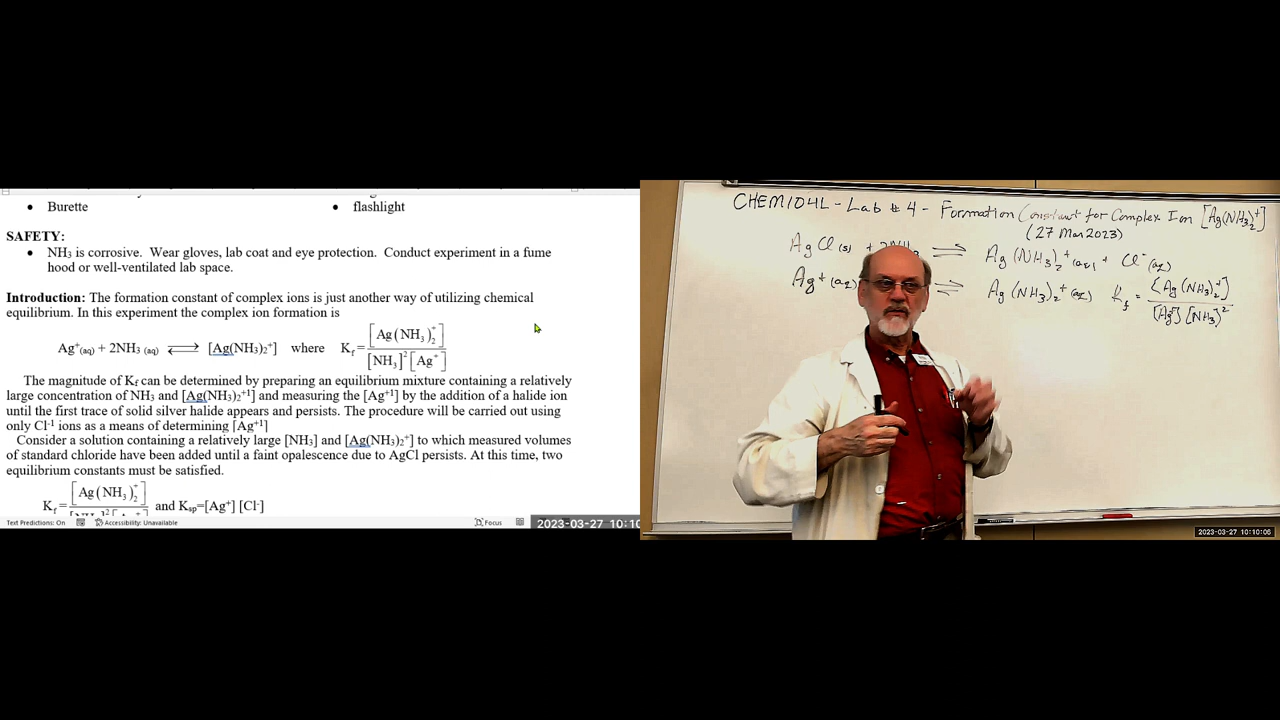 Burette
flashlight
SAFETY:
NH3 is corrosive. Wear gloves, lab coat and eye protection. Conduct experiment in a fume
hood or well-ventilated lab space.
Introduction: The formation constant of complex ions is just another way of utilizing chemical
equilibrium. In this experiment the complex ion formation is
Ag+(aq) + 2NH3 (aq) ⇌ [Ag(NH3)2+] where Kf = [Ag(NH3)2+] / [NH3]2[Ag+]
The magnitude of Kf can be determined by preparing an equilibrium mixture containing a relatively
large concentration of NH3 and [Ag(NH3)2+1] and measuring the [Ag+1] by the addition of a halide ion
until the first trace of solid silver halide appears and persists. The procedure will be carried out using
only Cl-1 ions as a means of determining [Ag+1]
Consider a solution containing a relatively large [NH3] and [Ag(NH3)2+] to which measured volumes
of standard chloride have been added until a faint opalescence due to AgCl persists. At this time, two
equilibrium constants must be satisfied.
Kf = [Ag(NH3)2+] and Ksp=[Ag+] [Cl-]
Text Predictions: On
Accessibility: Unavailable
Focus
2023-03-27 10:10
CHEM104L - Lab # 4 - Formation Constant for Complex Ion [Ag(NH3)2+]
(27 Mar 2023)
AgCl(s) + 2NH3 ⇌ Ag(NH3)2+(aq) + Cl-(aq)
Ag+(aq) ⇌ Ag(NH3)2+(aq) Kf = [Ag(NH3)2+] / [Ag+][NH3]2
2023-03-27 10:10:06